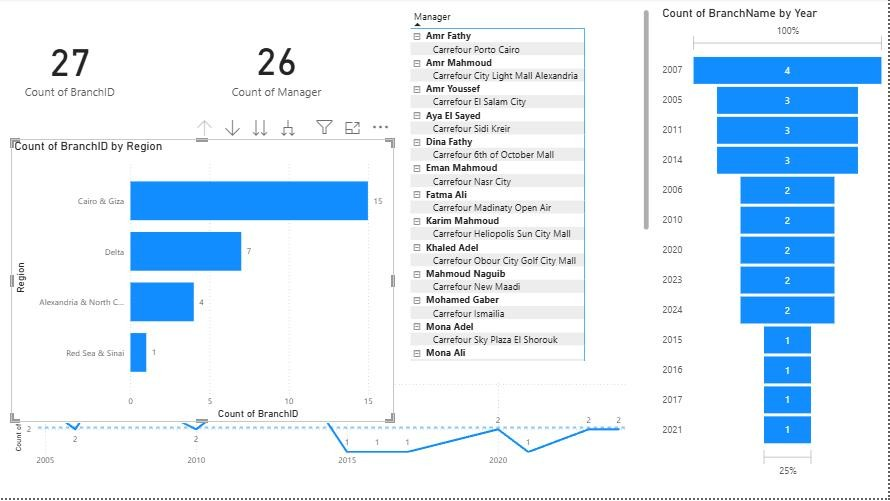 27
Count of BranchID
26
Count of Manager
Count of BranchID by Region
Region
Cairo & Giza
15
Delta
7
Alexandria & North C...
4
Red Sea & Sinai
1
0
5
10
15
Count of BranchID
Manager
Amr Fathy
Carrefour Porto Cairo
Amr Mahmoud
Carrefour City Light Mall Alexandria
Amr Youssef
Carrefour El Salam City
Aya El Sayed
Carrefour Sidi Kreir
Dina Fathy
Carrefour 6th of October Mall
Eman Mahmoud
Carrefour Nasr City
Fatma Ali
Carrefour Madinaty Open Air
Karim Mahmoud
Carrefour Heliopolis Sun City Mall
Khaled Adel
Carrefour Obour City Golf City Mall
Mahmoud Naguib
Carrefour New Maadi
Mohamed Gaber
Carrefour Ismailia
Mona Adel
Carrefour Sky Plaza El Shorouk
Mona Ali
Count of BranchName by Year
100%
2007
4
2005
3
2011
3
2014
3
2006
2
2010
2
2020
2
2023
2
2024
2
2015
1
2016
1
2017
1
2021
1
25%
Count of
2
2
2
1
1
1
2
1
2
2
2005
2010
2015
2020